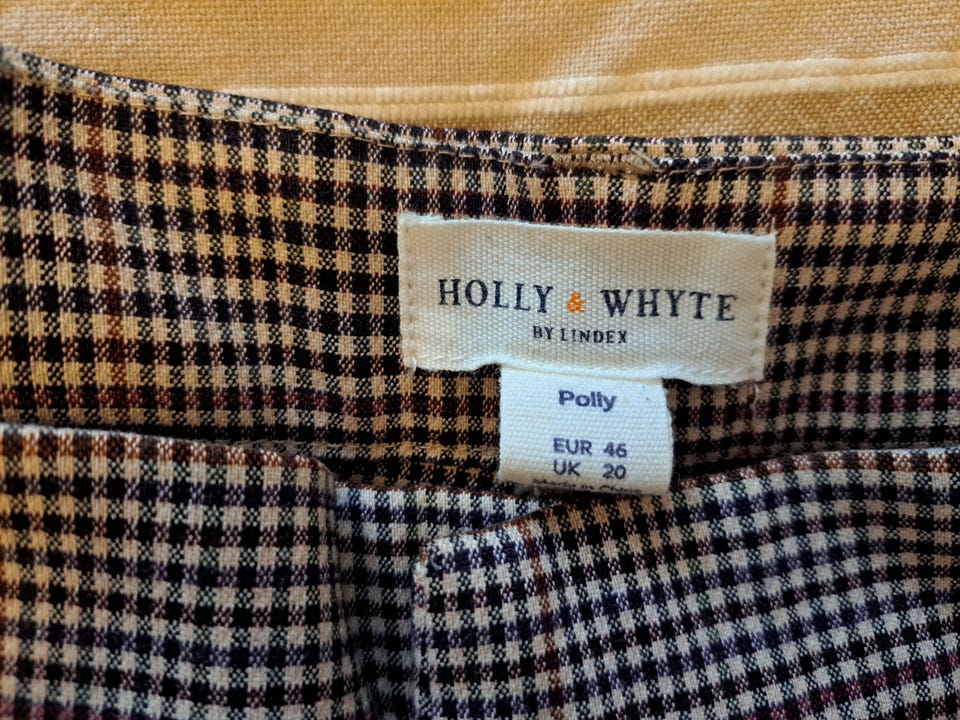 HOLLY & WHYTE
BY LINDEX
Polly
EUR 46
UK 20